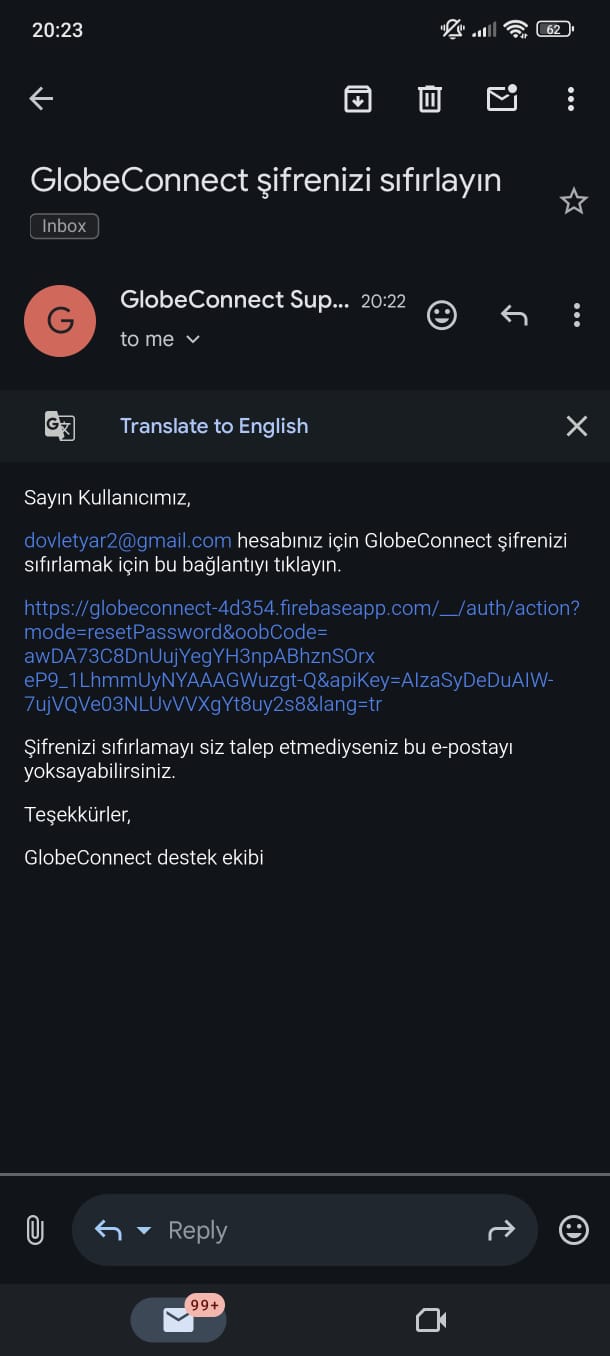 20:23
62
GlobeConnect şifrenizi sıfırlayın
Inbox
G
GlobeConnect Sup... 20:22
to me
Translate to English
Sayın Kullanıcımız,
dovletyar2@gmail.com hesabınız için GlobeConnect şifrenizi
sıfırlamak için bu bağlantıyı tıklayın.
https://globeconnect-4d354.firebaseapp.com/__/auth/action?
mode=resetPassword&oobCode=
awDA73C8DnUujYegYH3npABhznSOrx
eP9_1LhmmUyNYAAAGWuzgt-Q&apiKey=AIzaSyDeDuAIW-
7ujVQVe03NLUvVVXgYt8uy2s8&lang=tr
Şifrenizi sıfırlamayı siz talep etmediyseniz bu e-postayı
yoksayabilirsiniz.
Teşekkürler,
GlobeConnect destek ekibi
Reply
99+